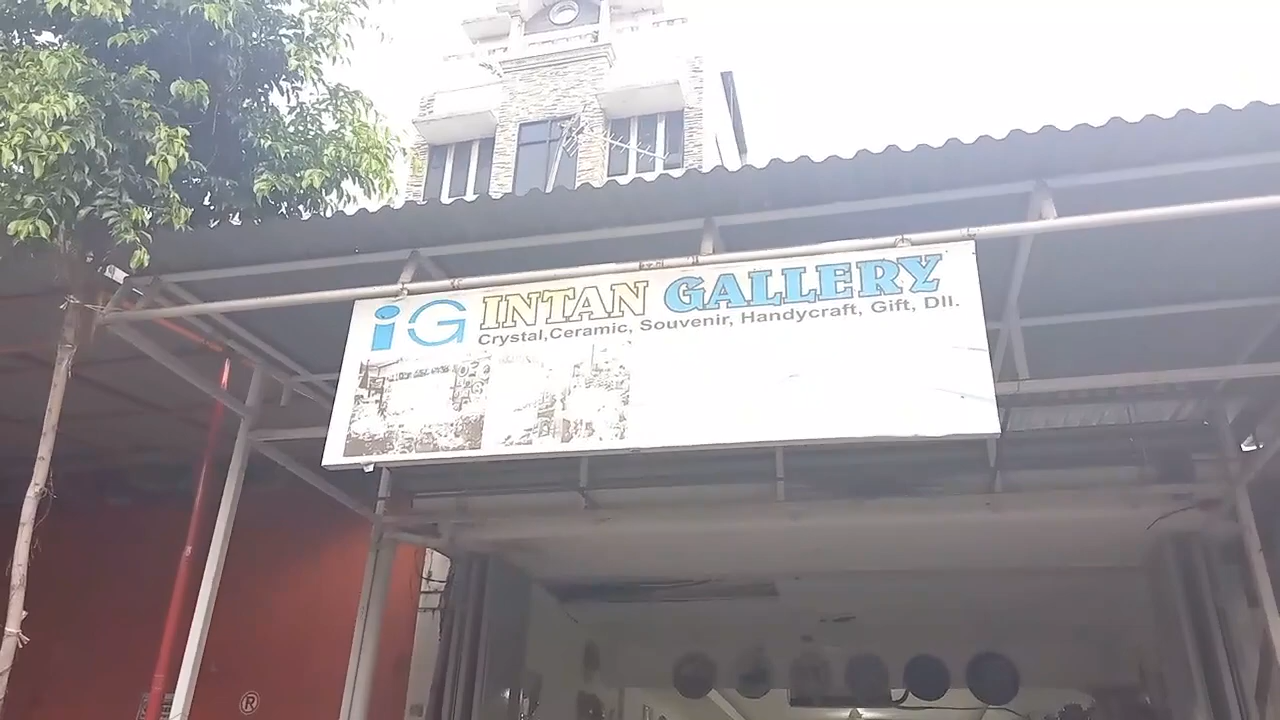 iG INTAN GALLERY
Crystal,Ceramic, Souvenir, Handycraft, Gift, Dll.
R